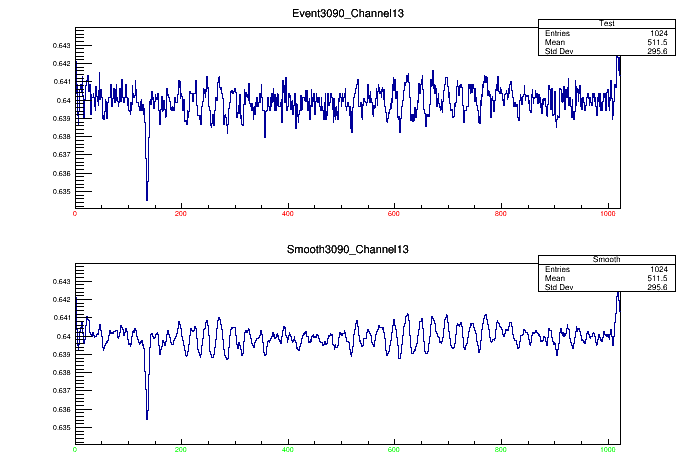 Event3090_Channel13
Test
Entries 1024
Mean 511.5
Std Dev 295.6
0.643
0.642
0.641
0.64
0.639
0.638
0.637
0.636
0.635
0 200 400 600 800 1000
Smooth3090_Channel13
Smooth
Entries 1024
Mean 511.5
Std Dev 295.6
0.643
0.642
0.641
0.64
0.639
0.638
0.637
0.636
0.635
0 200 400 600 800 1000